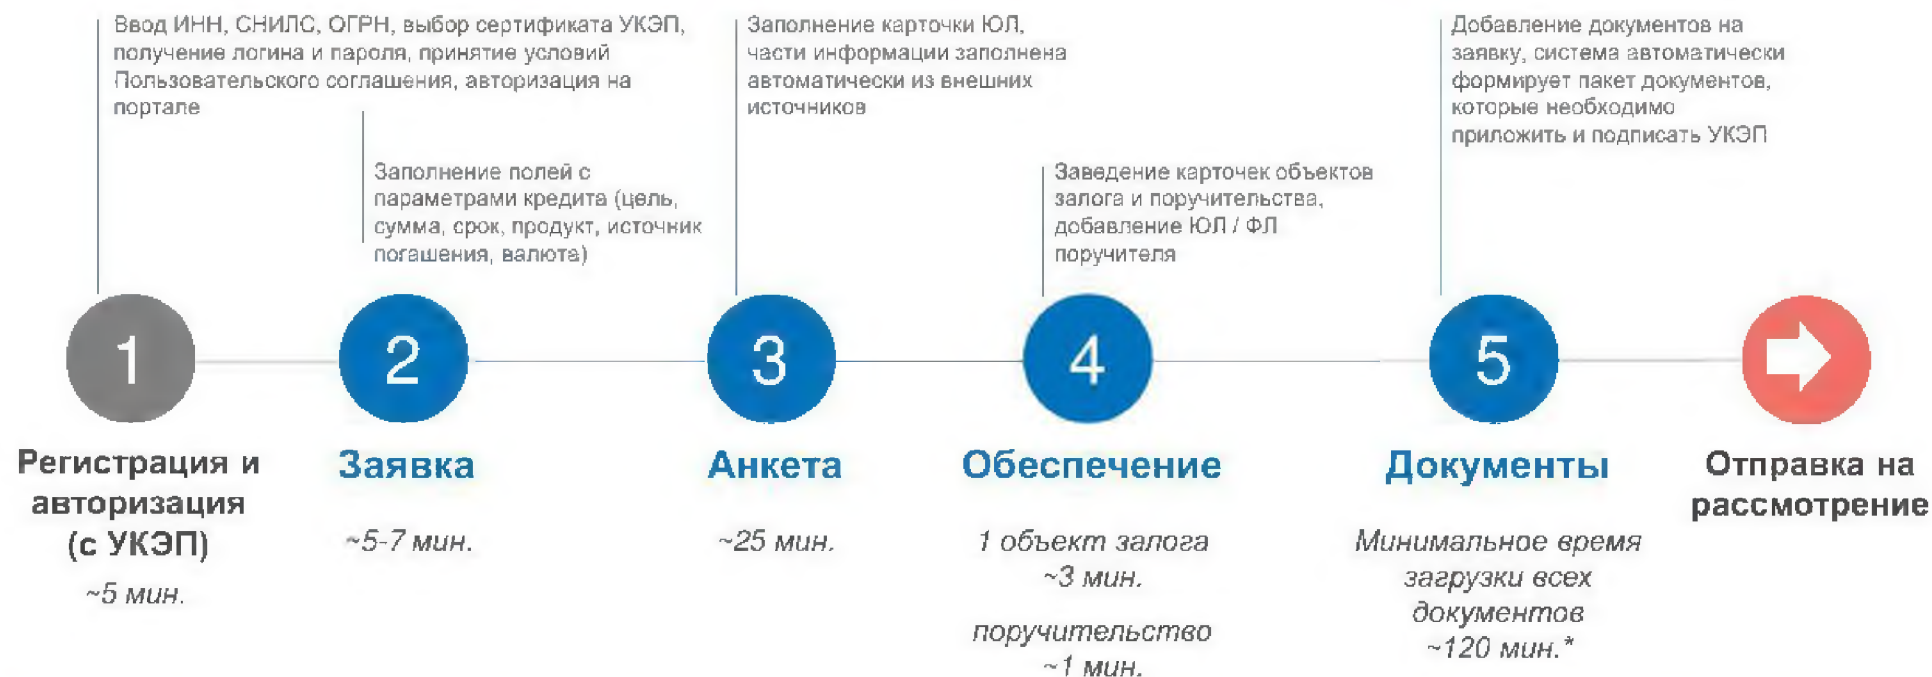 Ввод ИНН, СНИЛС, ОГРН, выбор сертификата УКЭП,
получение логина и пароля, принятие условий
Пользовательского соглашения, авторизация на
портале
Заполнение полей с
параметрами кредита (цель,
сумма, срок, продукт, источник
погашения, валюта)
Заполнение карточки ЮЛ,
части информации заполнена
автоматически из внешних
источников
Заведение карточек объектов
залога и поручительства,
добавление ЮЛ / ФЛ
поручителя
Добавление документов на
заявку, система автоматически
формирует пакет документов,
которые необходимо
приложить и подписать УКЭП
1
2
3
4
5
Регистрация и
авторизация
(с УКЭП)
~5 мин.
Заявка
~5-7 мин.
Анкета
~25 мин.
Обеспечение
1 объект залога
~3 мин.
поручительство
~1 мин.
Документы
Минимальное время
загрузки всех
документов
~120 мин.*
Отправка на
рассмотрение